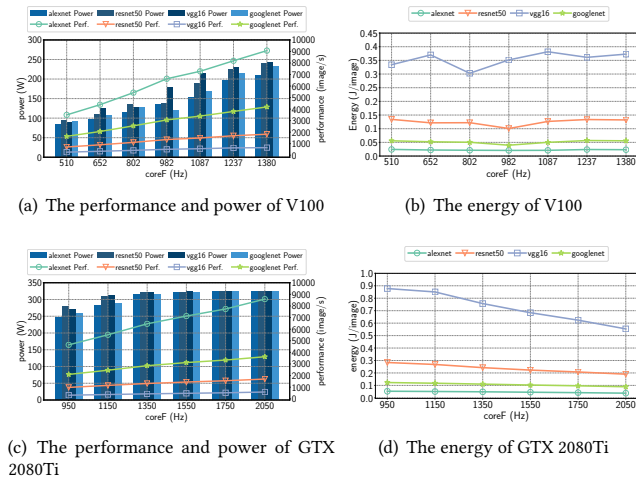 alexnet Power resnet50 Power vgg16 Power googlenet Power
alexnet Perf. resnet50 Perf. vgg16 Perf. googlenet Perf.
300
250
200
150
100
50
0
power (W)
10000
9000
8000
7000
6000
5000
4000
3000
2000
1000
0
performance (image/s)
510 652 802 982 1087 1237 1380
coreF (Hz)
(a) The performance and power of V100
alexnet resnet50 vgg16 googlenet
0.45
0.4
0.35
0.3
0.25
0.2
0.15
0.1
0.05
0.0
Energy (J/image)
510 652 802 982 1087 1237 1380
coreF (Hz)
(b) The energy of V100
alexnet Power resnet50 Power vgg16 Power googlenet Power
alexnet Perf. resnet50 Perf. vgg16 Perf. googlenet Perf.
350
300
250
200
150
100
50
0
power (W)
10000
9000
8000
7000
6000
5000
4000
3000
2000
1000
0
performance (image/s)
950 1150 1350 1550 1750 2050
coreF (Hz)
(c) The performance and power of GTX
2080Ti
alexnet resnet50 vgg16 googlenet
1.0
0.9
0.8
0.7
0.6
0.5
0.4
0.3
0.2
0.1
0.0
energy (J/image)
950 1150 1350 1550 1750 2050
coreF (Hz)
(d) The energy of GTX 2080Ti